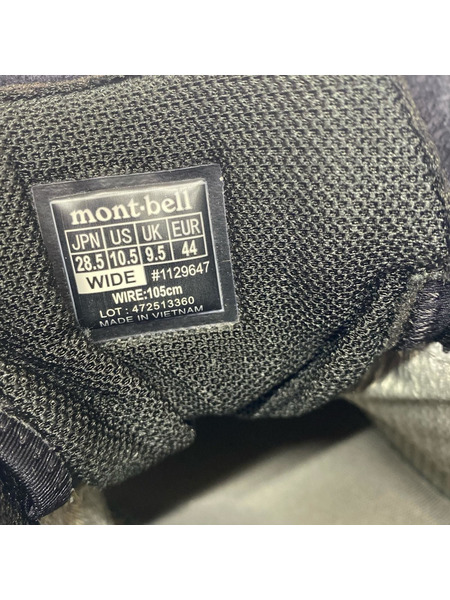 mont-bell
JPN US UK EUR
28.5 10.5 9.5 44
WIDE #1129647
WIRE:105cm
LOT : 472513360
MADE IN VIETNAM